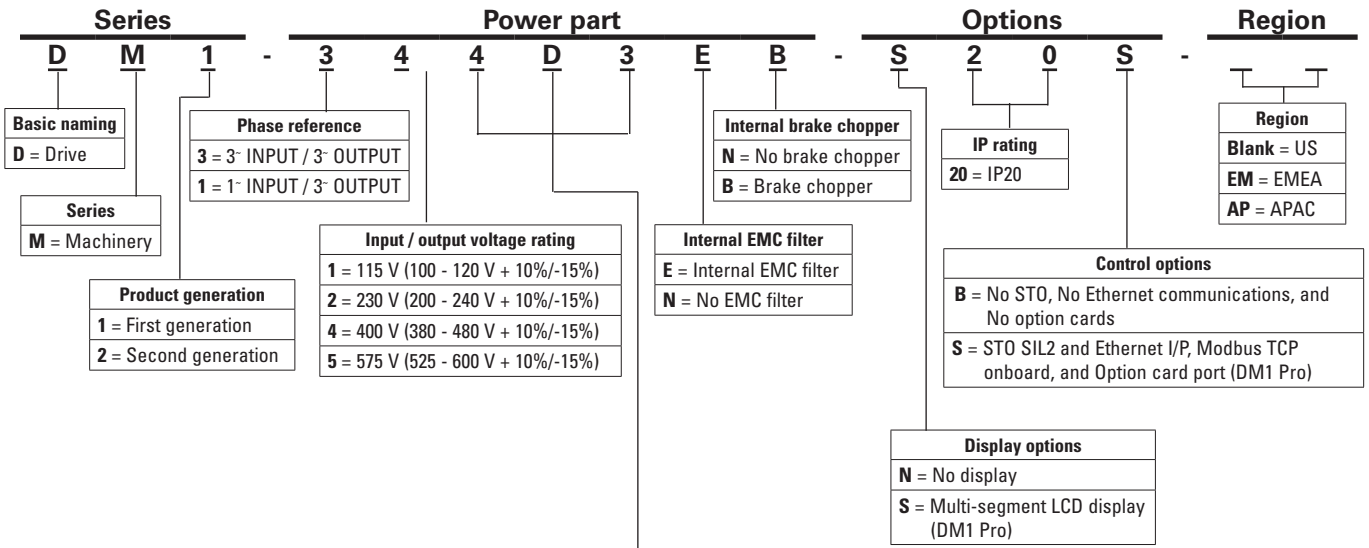 Series Power part Options Region
D M 1 - 3 4 4 D 3 E B - S 2 0 S -
Basic naming
D = Drive
Series
M = Machinery
Product generation
1 = First generation
2 = Second generation
Phase reference
3 = 3~ INPUT / 3~ OUTPUT
1 = 1~ INPUT / 3~ OUTPUT
Input / output voltage rating
1 = 115 V (100 - 120 V + 10%/-15%)
2 = 230 V (200 - 240 V + 10%/-15%)
4 = 400 V (380 - 480 V + 10%/-15%)
5 = 575 V (525 - 600 V + 10%/-15%)
Internal brake chopper
N = No brake chopper
B = Brake chopper
Internal EMC filter
E = Internal EMC filter
N = No EMC filter
IP rating
20 = IP20
Region
Blank = US
EM = EMEA
AP = APAC
Control options
B = No STO, No Ethernet communications, and
No option cards
S = STO SIL2 and Ethernet I/P, Modbus TCP
onboard, and Option card port (DM1 Pro)
Display options
N = No display
S = Multi-segment LCD display
(DM1 Pro)